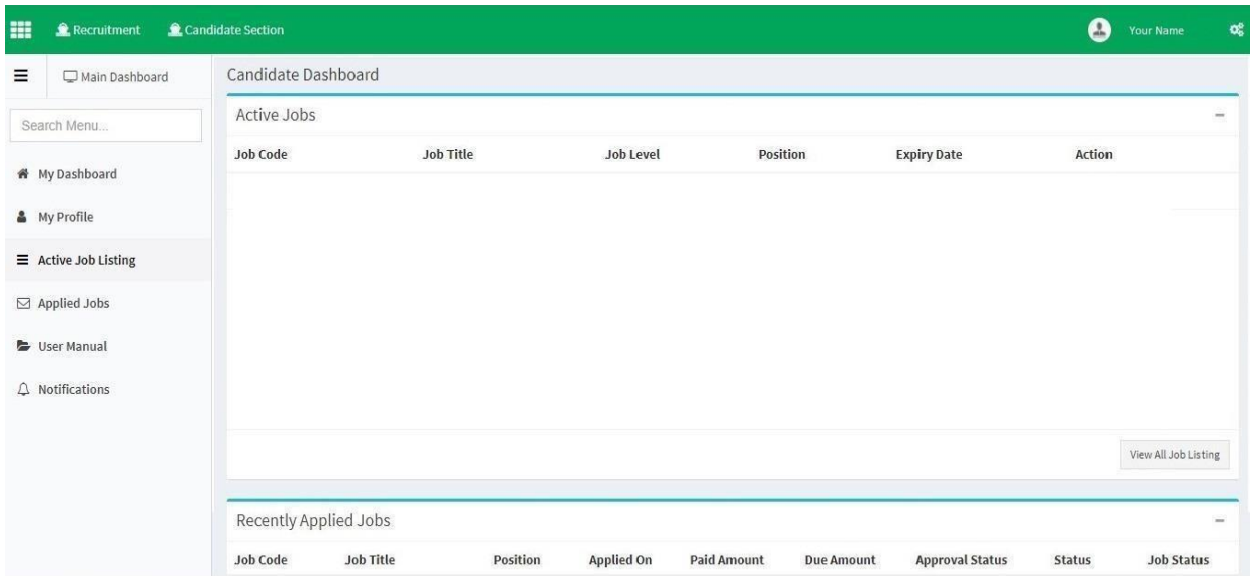 Recruitment Candidate Section Your Name
Main Dashboard
Candidate Dashboard
Search Menu...
My Dashboard
My Profile
Active Job Listing
Applied Jobs
User Manual
Notifications
Active Jobs
Job Code Job Title Job Level Position Expiry Date Action
View All Job Listing
Recently Applied Jobs
Job Code Job Title Position Applied On Paid Amount Due Amount Approval Status Status Job Status